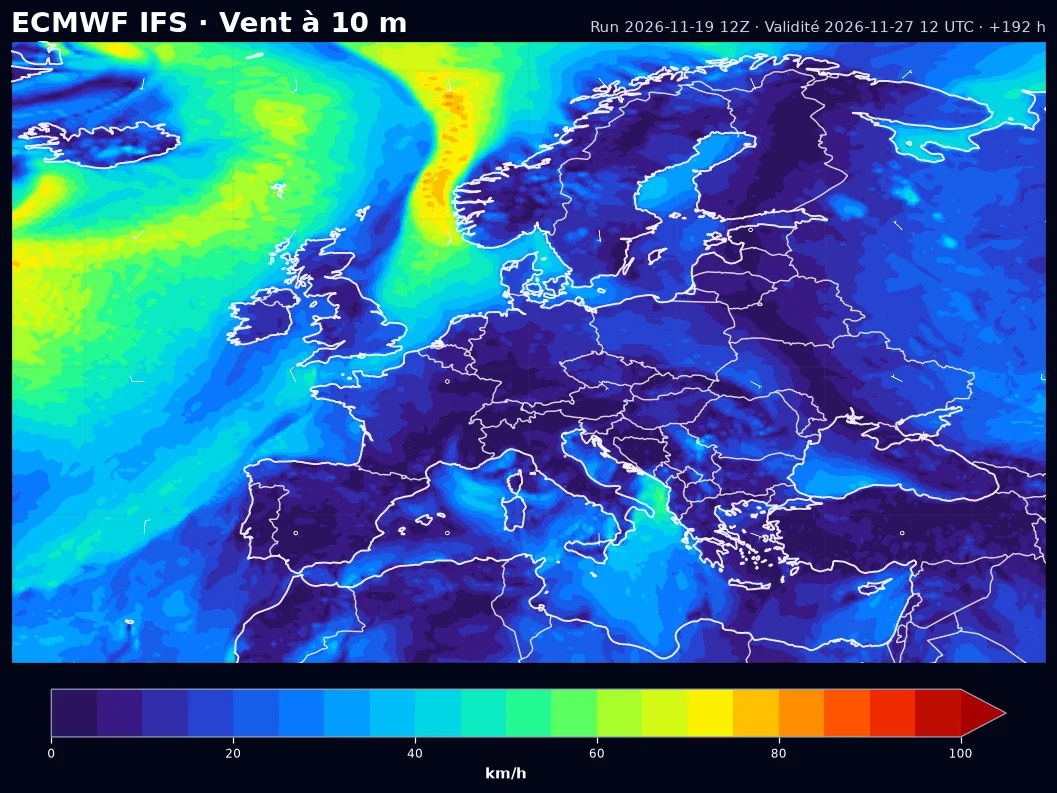 ECMWF IFS · Vent à 10 m
Run 2026-11-19 12Z · Validité 2026-11-27 12 UTC · +192 h
0 20 40 60 80 100
km/h